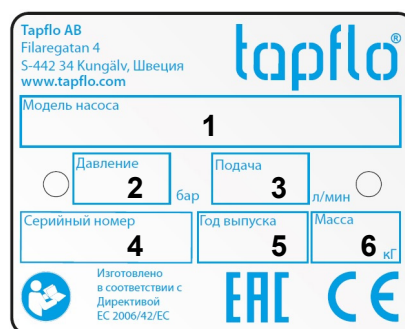 Tapflo AB
Filaregatan 4
S-442 34 Kungälv, Швеция
www.tapflo.com
tapflo®
Модель насоса
1
Давление
2 бар
Подача
3 л/мин
Серийный номер
4
Год выпуска
5
Масса
6 кг
Изготовлено
в соответствии с
Директивой
ЕС 2006/42/ЕС
EAC CE